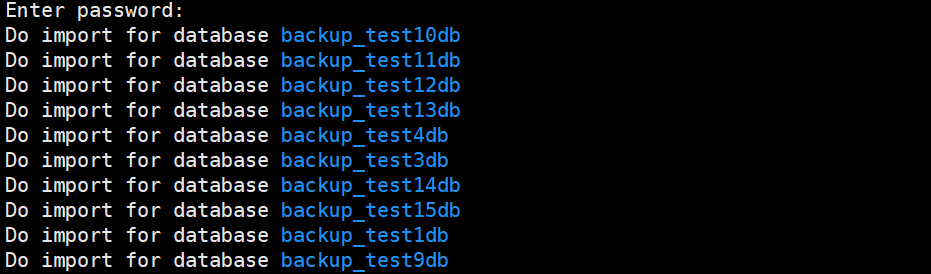 Enter password:
Do import for database backup_test10db
Do import for database backup_test11db
Do import for database backup_test12db
Do import for database backup_test13db
Do import for database backup_test4db
Do import for database backup_test3db
Do import for database backup_test14db
Do import for database backup_test15db
Do import for database backup_test1db
Do import for database backup_test9db